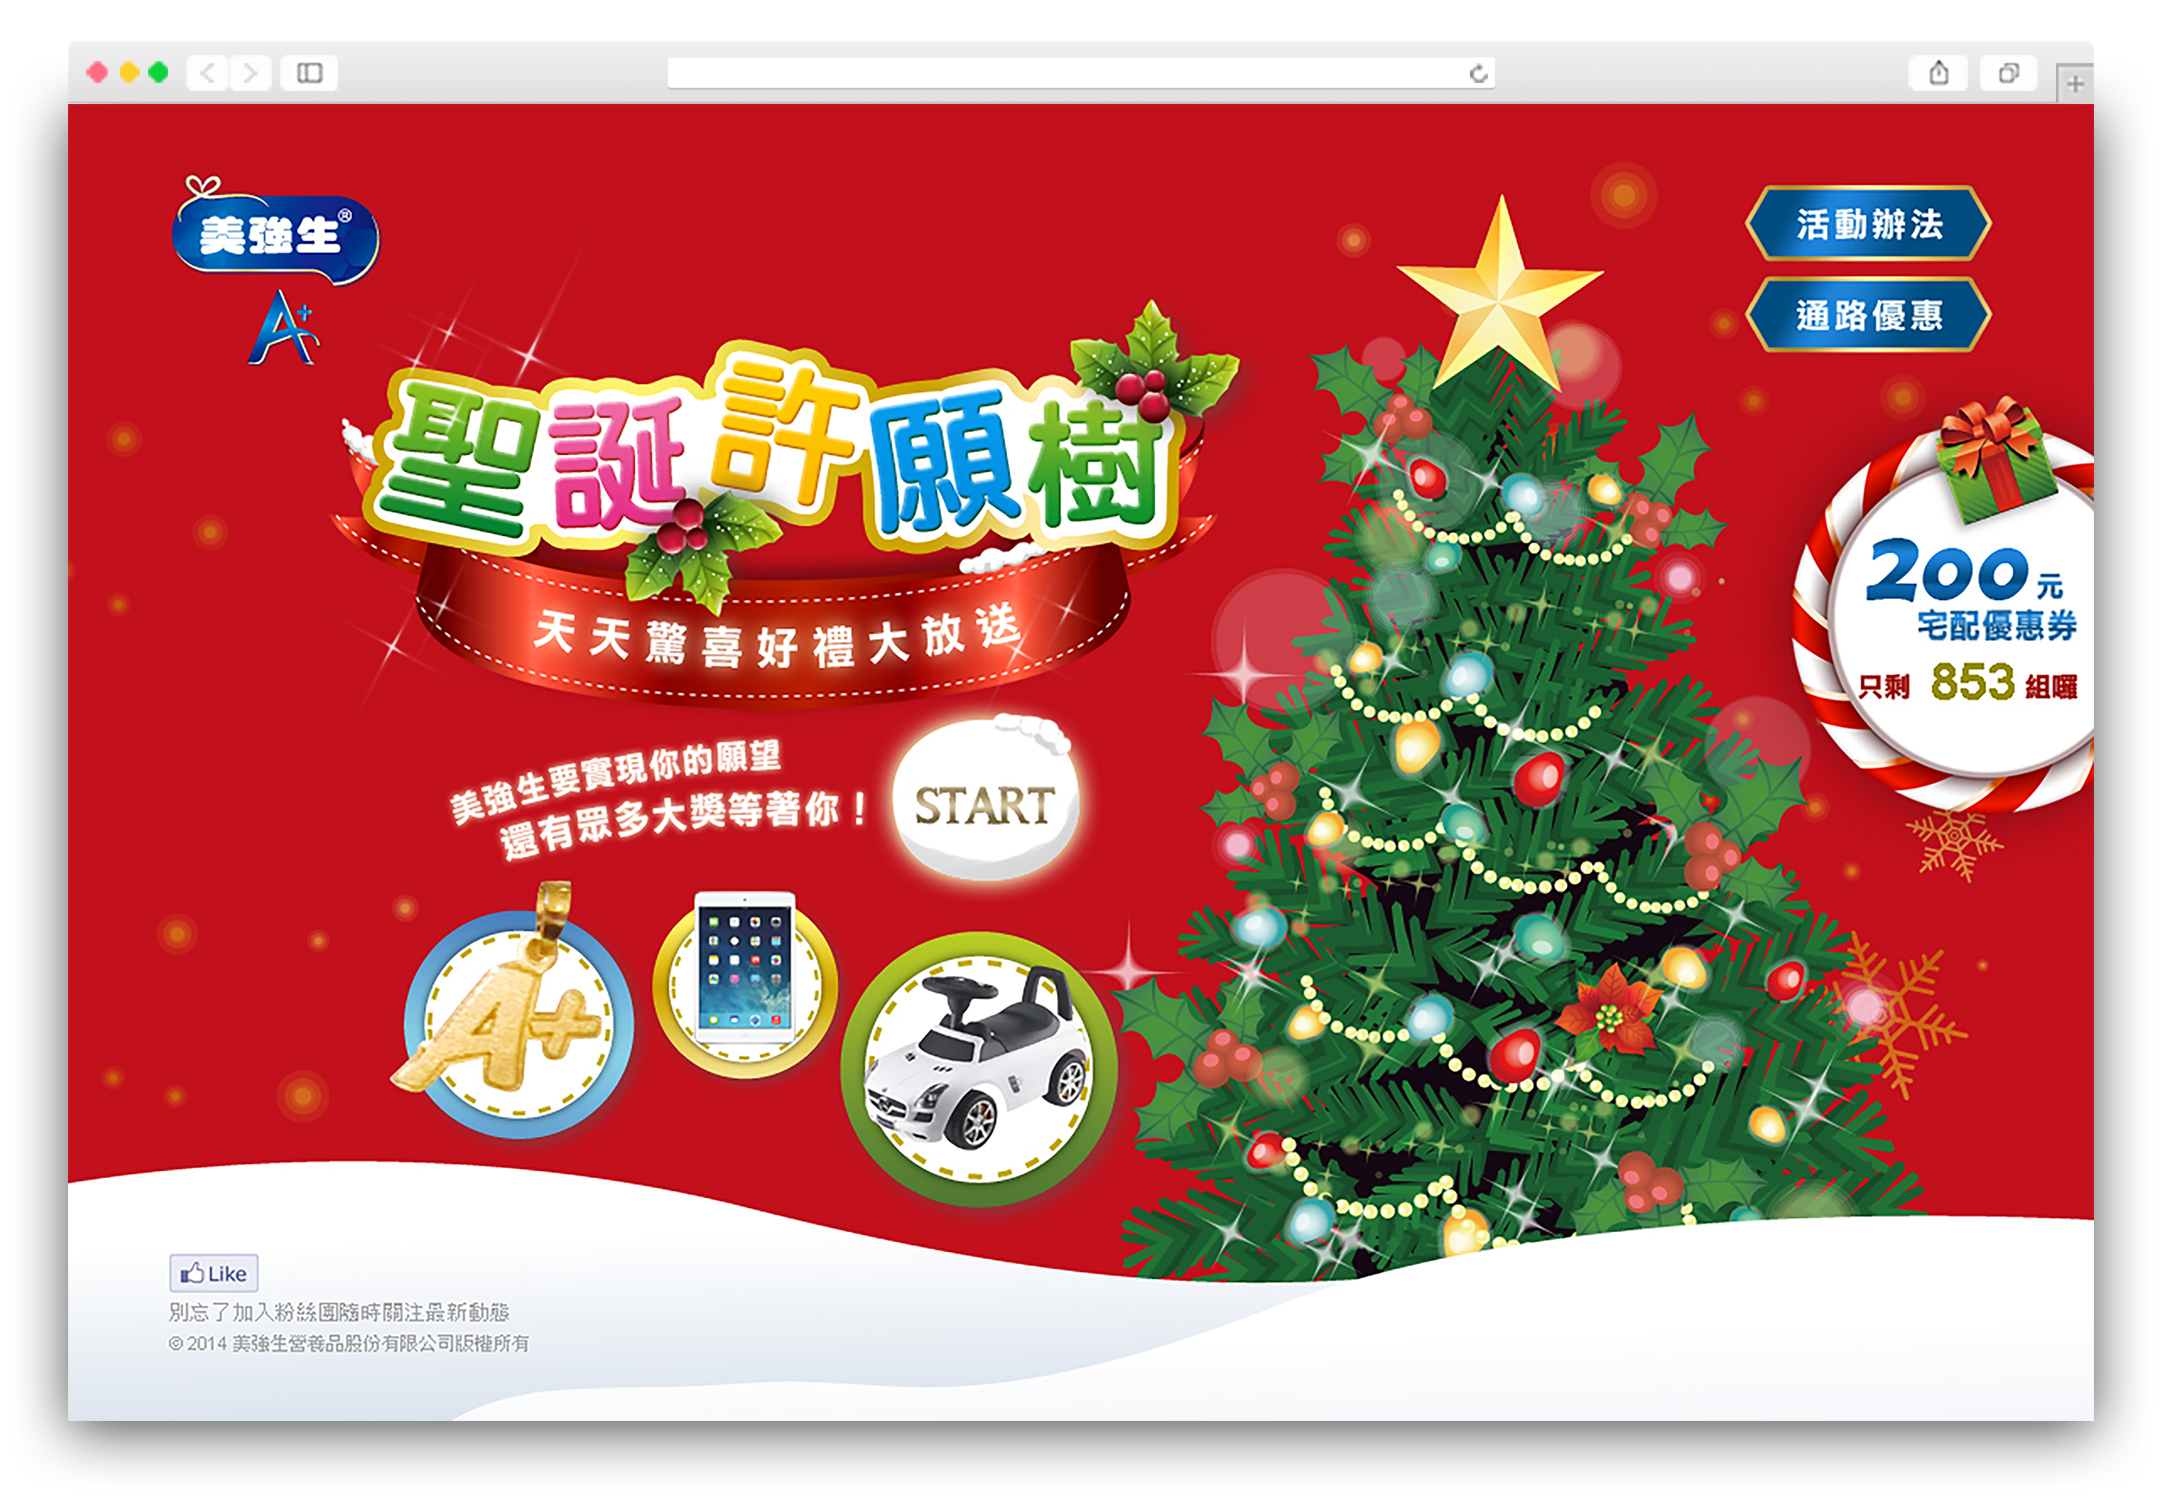 美強生®
A+
活動辦法
通路優惠
聖誕許願樹
天天驚喜好禮大放送
200元
宅配優惠券
只剩 853 組囉
美強生要實現你的願望
還有眾多大獎等著你！
START
A+
Like
別忘了加入粉絲團隨時關注最新動態
© 2014 美強生營養品股份有限公司版權所有